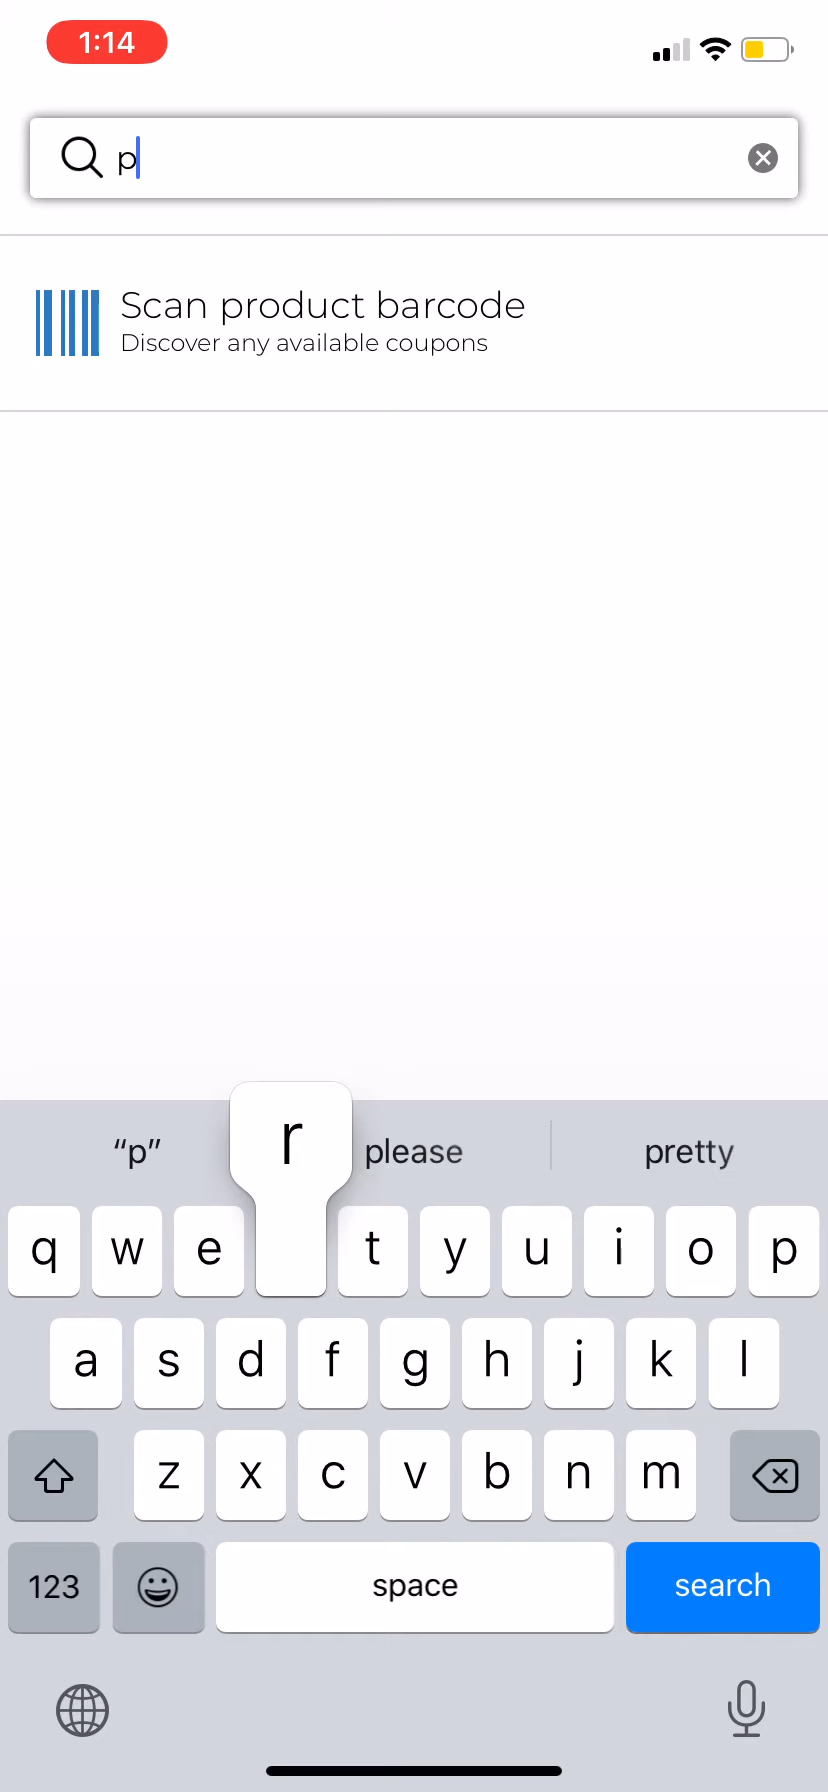 1:14
p
Scan product barcode
Discover any available coupons
“p” please pretty
r
q w e t y u i o p
a s d f g h j k l
z x c v b n m
123 space search